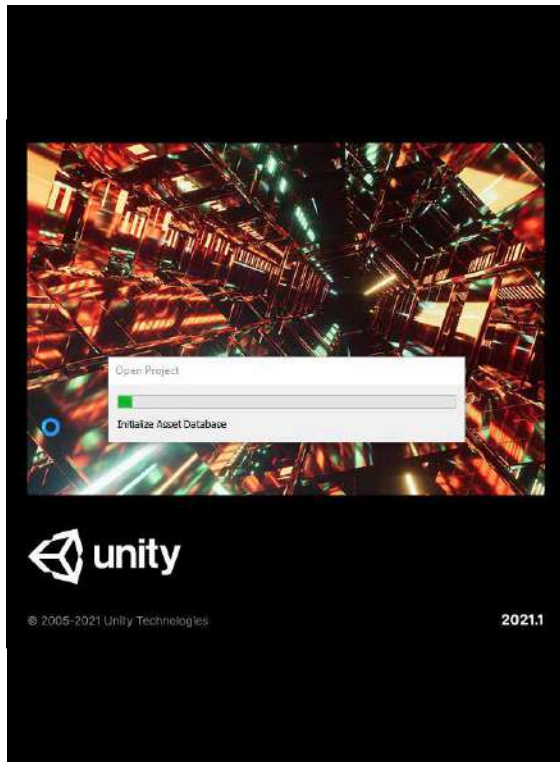 Open Project
Initialize Asset Database
unity
© 2005-2021 Unity Technologies
2021.1